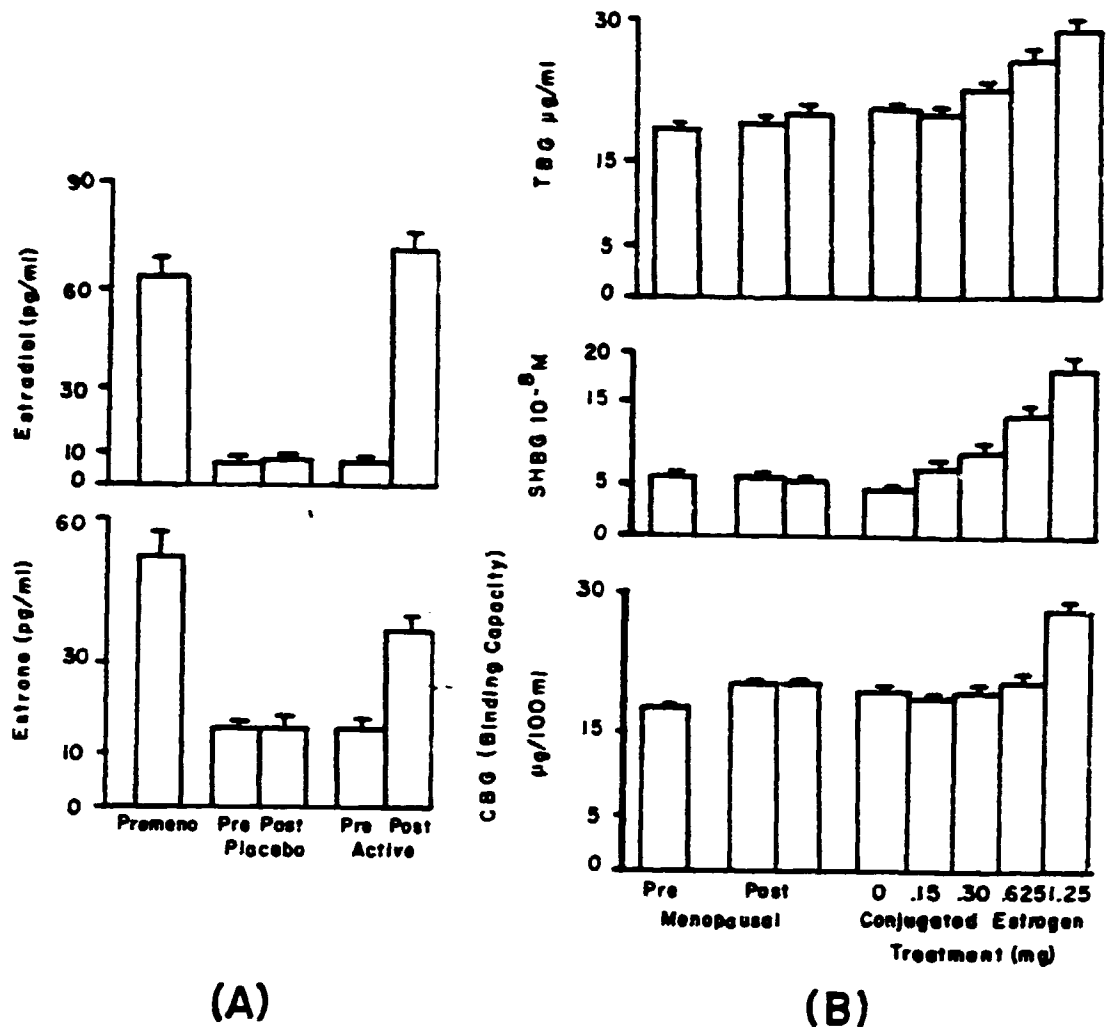 90
60
30
10
0
Estradiol (pg/ml)
60
30
10
0
Estrone (pg/ml)
Premeno
Pre Post
Placebo
Pre Post
Active
(A)
30
15
5
0
TBG µg/ml
20
15
5
0
SHBG 10-8M
30
15
5
0
CBG (Binding Capacity)
µg/100ml
Pre Post
Menopausal
0 .15 .30 .625 1.25
Conjugated Estrogen
Treatment (mg)
(B)